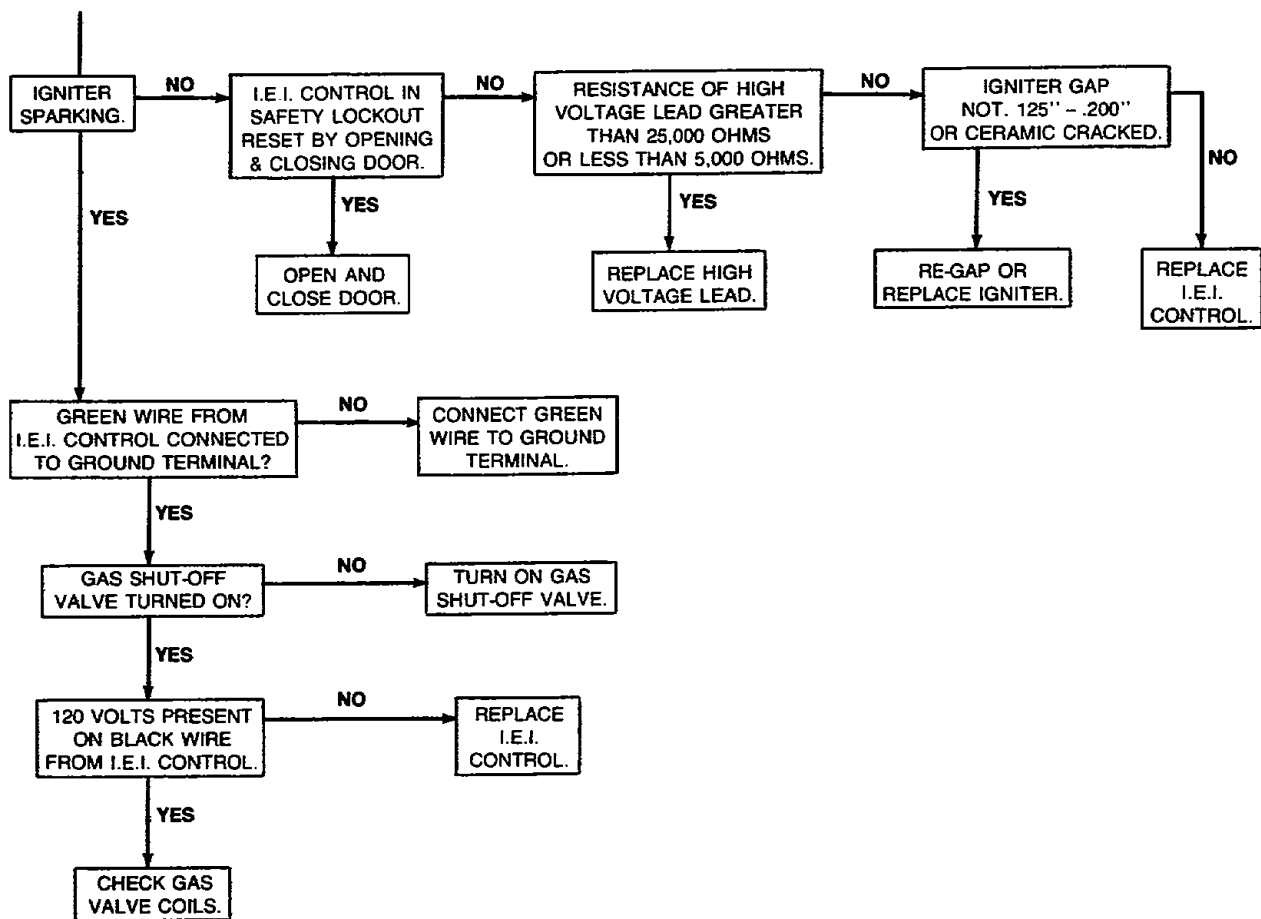 IGNITER
SPARKING.
NO
I.E.I. CONTROL IN
SAFETY LOCKOUT
RESET BY OPENING
& CLOSING DOOR.
NO
RESISTANCE OF HIGH
VOLTAGE LEAD GREATER
THAN 25,000 OHMS
OR LESS THAN 5,000 OHMS.
NO
IGNITER GAP
NOT. 125" – .200"
OR CERAMIC CRACKED.
NO
YES
YES
OPEN AND
CLOSE DOOR.
YES
REPLACE HIGH
VOLTAGE LEAD.
YES
RE-GAP OR
REPLACE IGNITER.
REPLACE
I.E.I.
CONTROL.
GREEN WIRE FROM
I.E.I. CONTROL CONNECTED
TO GROUND TERMINAL?
NO
CONNECT GREEN
WIRE TO GROUND
TERMINAL.
YES
GAS SHUT-OFF
VALVE TURNED ON?
NO
TURN ON GAS
SHUT-OFF VALVE.
YES
120 VOLTS PRESENT
ON BLACK WIRE
FROM I.E.I. CONTROL.
NO
REPLACE
I.E.I.
CONTROL.
YES
CHECK GAS
VALVE COILS.